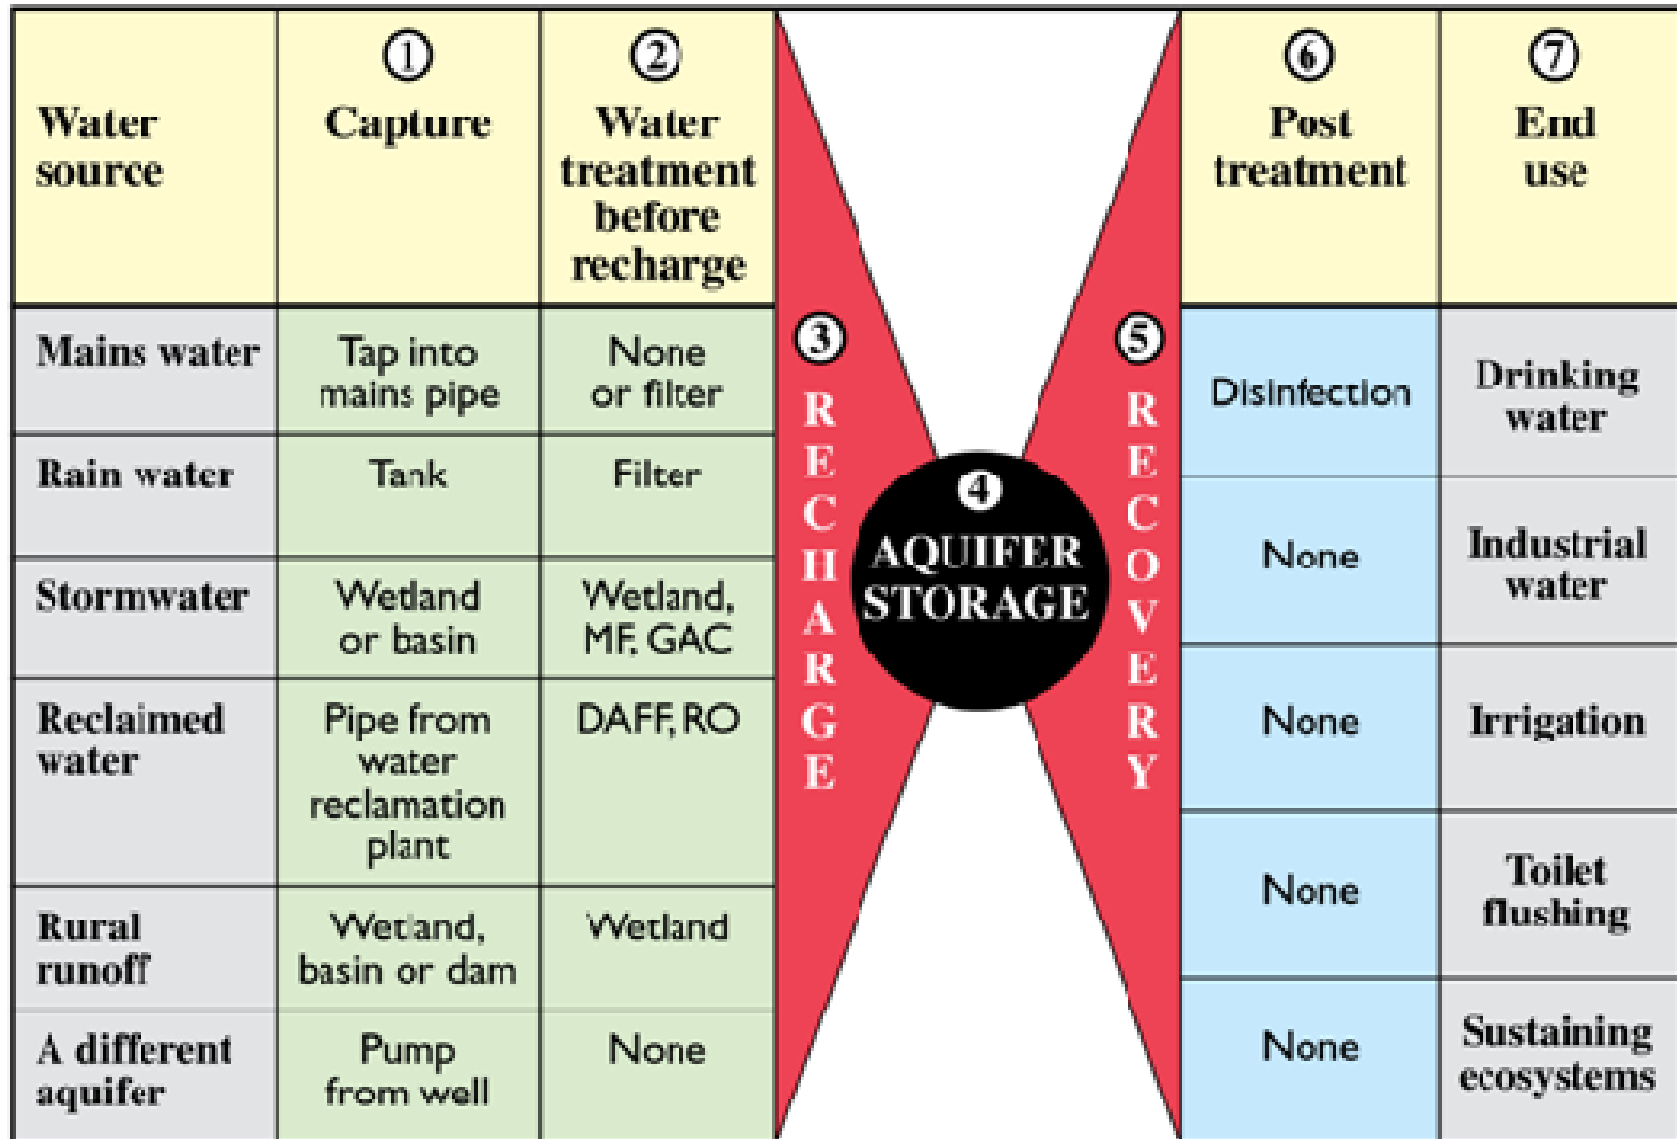 Water
source
①
Capture
②
Water
treatment
before
recharge
⑥
Post
treatment
⑦
End
use
Mains water
Tap into
mains pipe
None
or filter
Rain water
Tank
Filter
Stormwater
Wetland
or basin
Wetland,
MF, GAC
Reclaimed
water
Pipe from
water
reclamation
plant
DAFF, RO
Rural
runoff
Wetland,
basin or dam
Wetland
A different
aquifer
Pump
from well
None
③
RECHARGE
④
AQUIFER
STORAGE
⑤
RECOVERY
Disinfection
Drinking
water
None
Industrial
water
None
Irrigation
None
Toilet
flushing
None
Sustaining
ecosystems